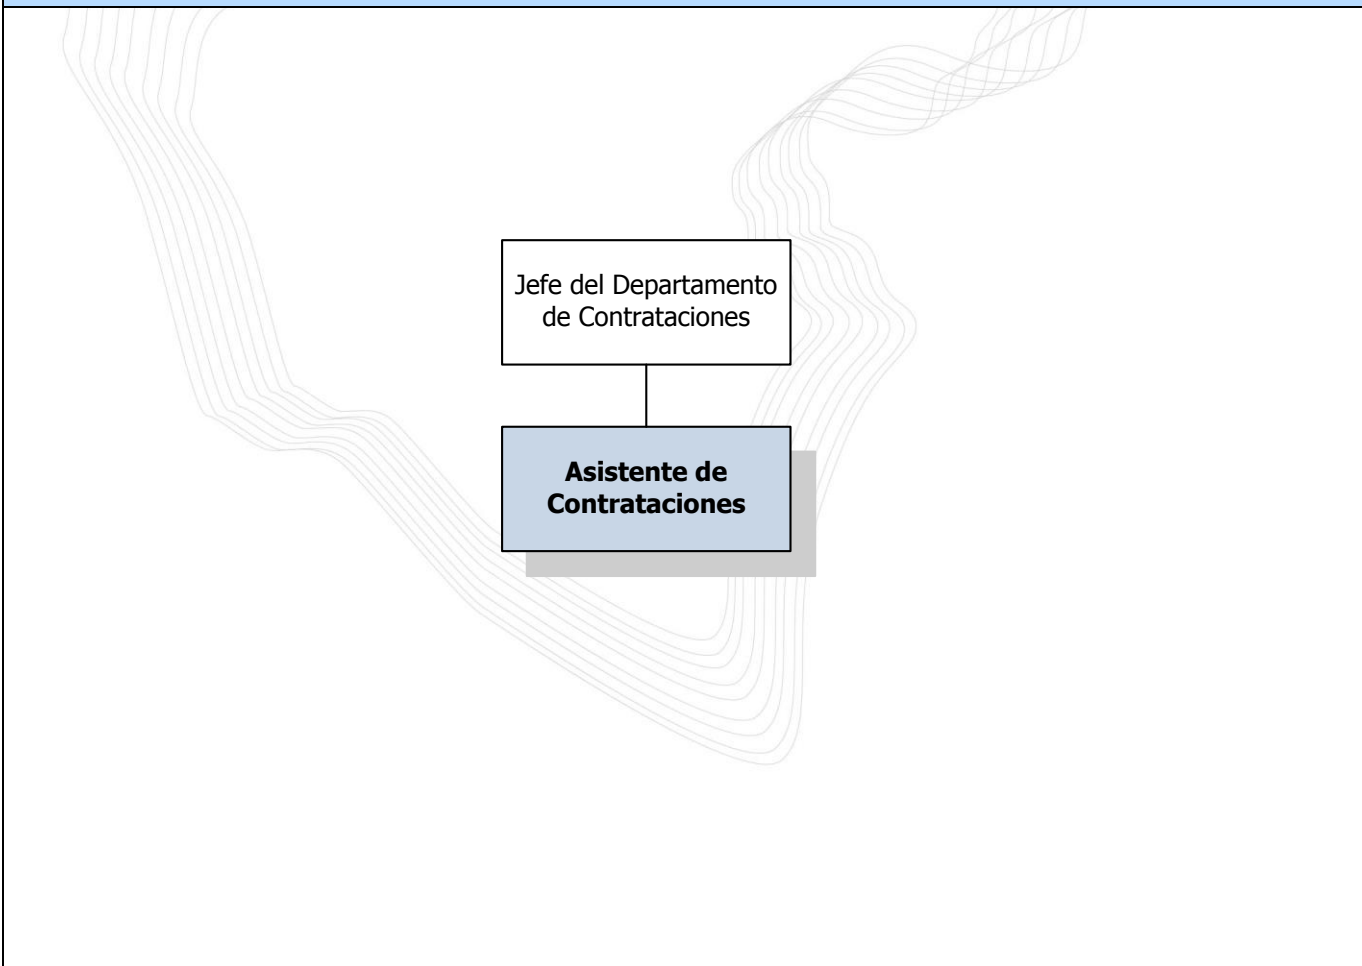 Jefe del Departamento
de Contrataciones
Asistente de
Contrataciones